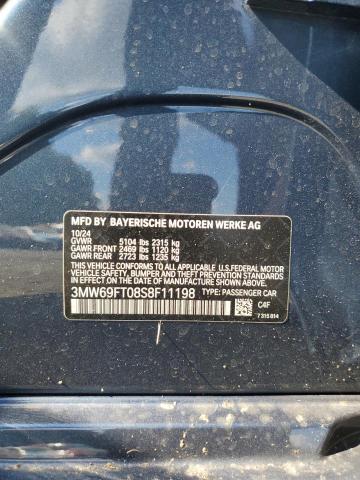 MFD BY BAYERISCHE MOTOREN WERKE AG
10/24
GVWR 5104 lbs 2315 kg
GAWR FRONT 2469 lbs 1120 kg
GAWR REAR 2723 lbs 1235 kg
THIS VEHICLE CONFORMS TO ALL APPLICABLE U.S.FEDERAL MOTOR
VEHICLE SAFETY, BUMPER AND THEFT PREVENTION STANDARDS
IN EFFECT ON THE DATE OF MANUFACTURE SHOWN ABOVE.
3MW69FT08S8F11198 TYPE: PASSENGER CAR
C4F
7 315 814